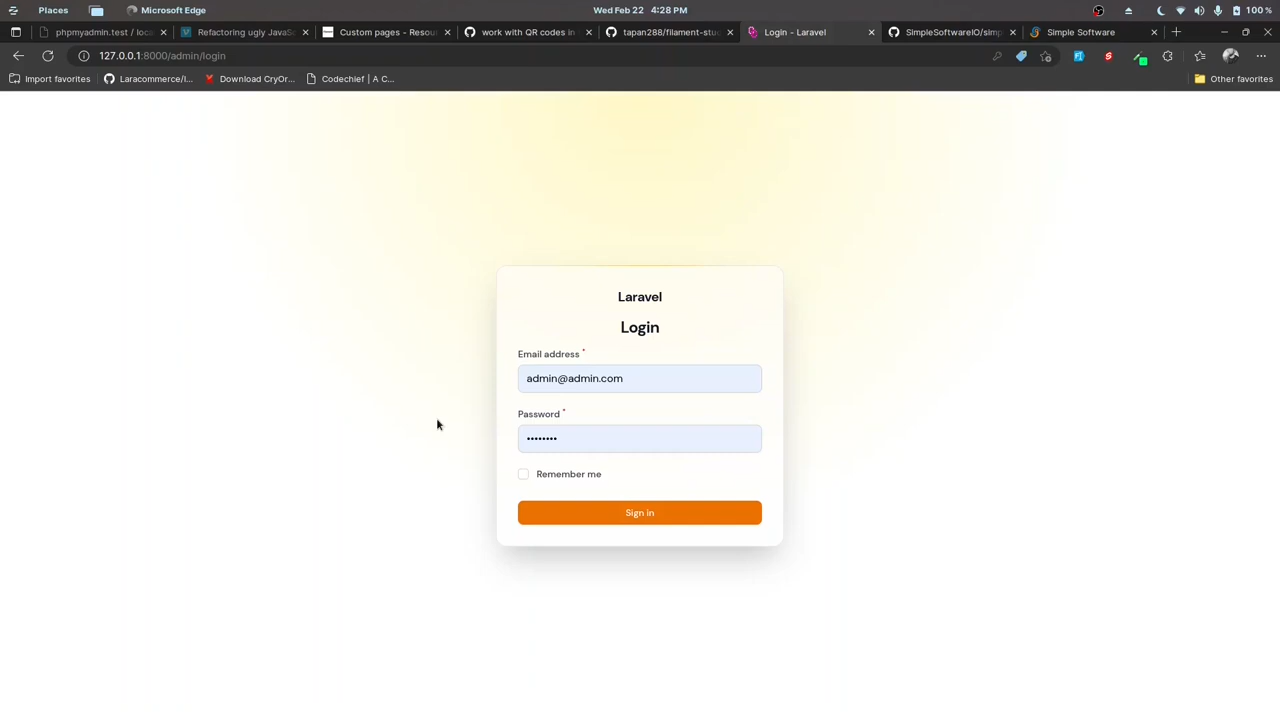 Places Microsoft Edge Wed Feb 22 4:28 PM 100 %
phpmyadmin.test / loca Refactoring ugly JavaS Custom pages - Resou work with QR codes in tapan288/filament-stu Login - Laravel SimpleSoftwareIO/simp Simple Software
127.0.0.1:8000/admin/login
Import favorites Laracommerce/l... Download CryOr... Codechief | A C... Other favorites
Laravel
Login
Email address *
admin@admin.com
Password *
••••••••
Remember me
Sign in